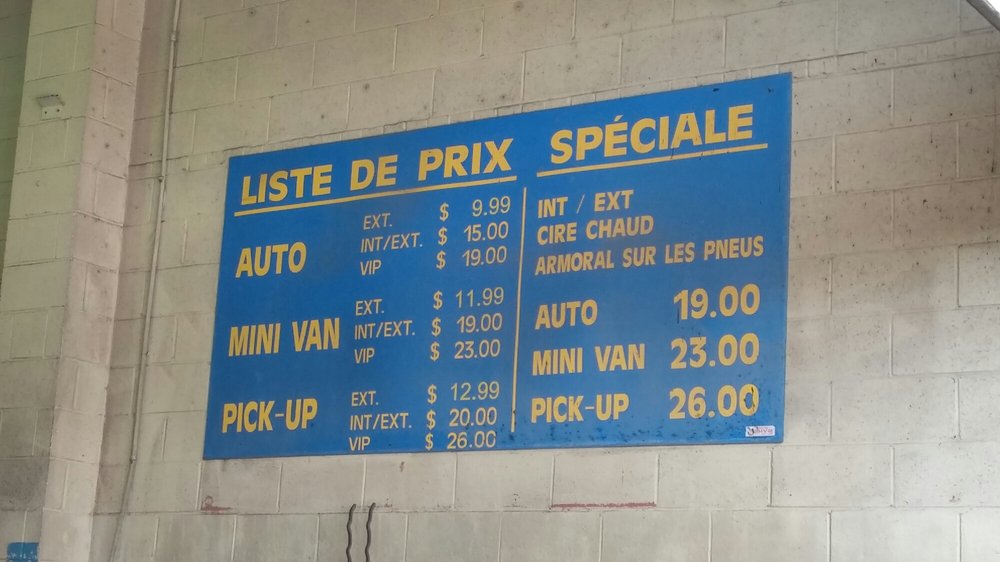 LISTE DE PRIX
AUTO
EXT. $ 9.99
INT/EXT. $ 15.00
VIP $ 19.00
MINI VAN
EXT. $ 11.99
INT/EXT. $ 19.00
VIP $ 23.00
PICK-UP
EXT. $ 12.99
INT/EXT. $ 20.00
VIP $ 26.00
SPÉCIALE
INT / EXT
CIRE CHAUD
ARMORAL SUR LES PNEUS
AUTO 19.00
MINI VAN 23.00
PICK-UP 26.00